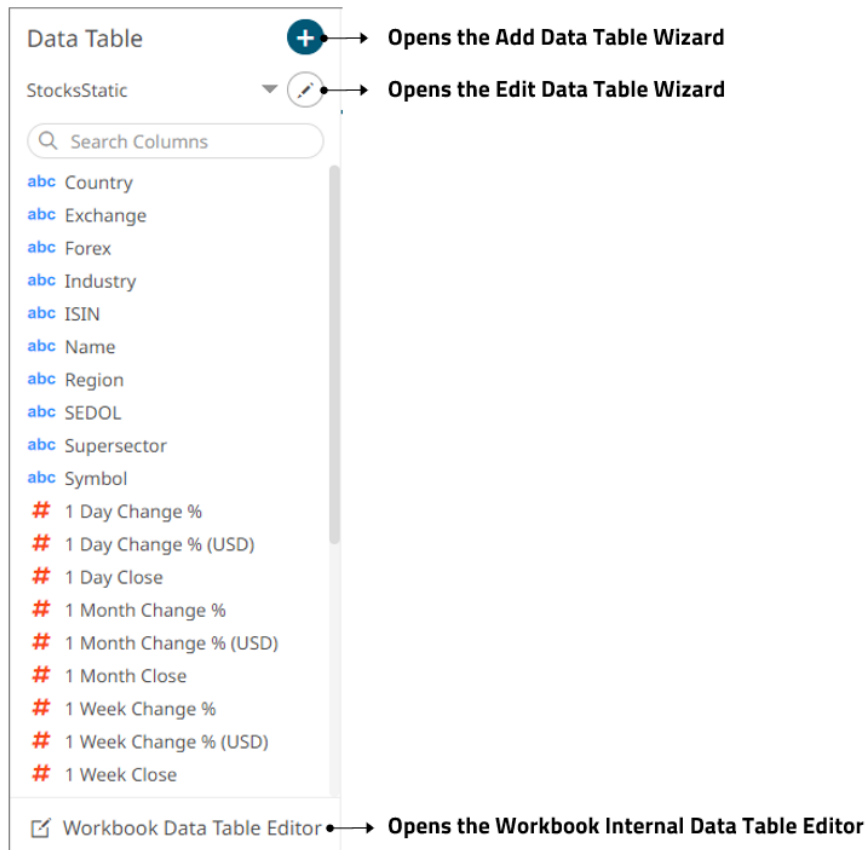 Data Table
Opens the Add Data Table Wizard
StocksStatic
Opens the Edit Data Table Wizard
Search Columns
abc Country
abc Exchange
abc Forex
abc Industry
abc ISIN
abc Name
abc Region
abc SEDOL
abc Supersector
abc Symbol
# 1 Day Change %
# 1 Day Change % (USD)
# 1 Day Close
# 1 Month Change %
# 1 Month Change % (USD)
# 1 Month Close
# 1 Week Change %
# 1 Week Change % (USD)
# 1 Week Close
Workbook Data Table Editor
Opens the Workbook Internal Data Table Editor